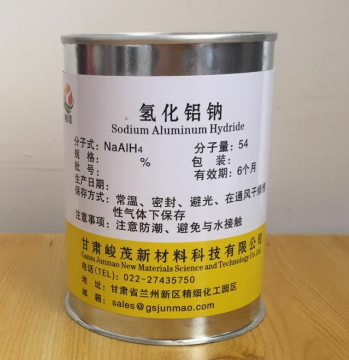 氢化铝钠
Sodium Aluminum Hydride
分子式：NaAlH4 分子量：54
规格： % 包装：
批号： 有效期：6个月
生产日期：
保存方式：常温、密封、避光、在通风干燥
性气体下保存
注意事项：注意防潮、避免与水接触
甘肃峻茂新材料科技有限公司
Gansu Junmao New Materials Science and Technology Co.
电话(TEL)：022-27435750
地址：甘肃省兰州新区精细化工园区
邮箱：sales@gsjunmao.com